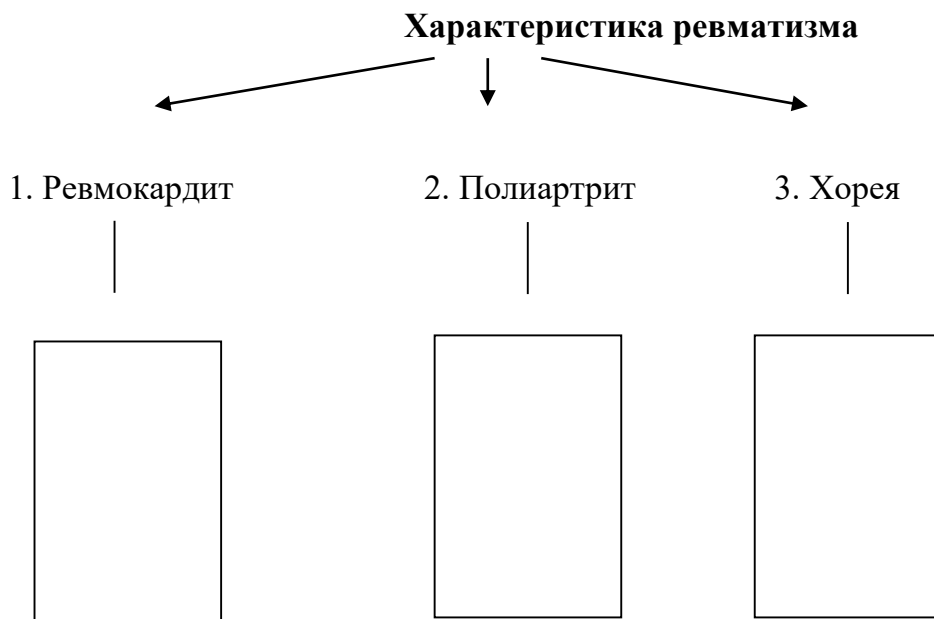 Характеристика ревматизма
1. Ревмокардит 2. Полиартрит 3. Хорея